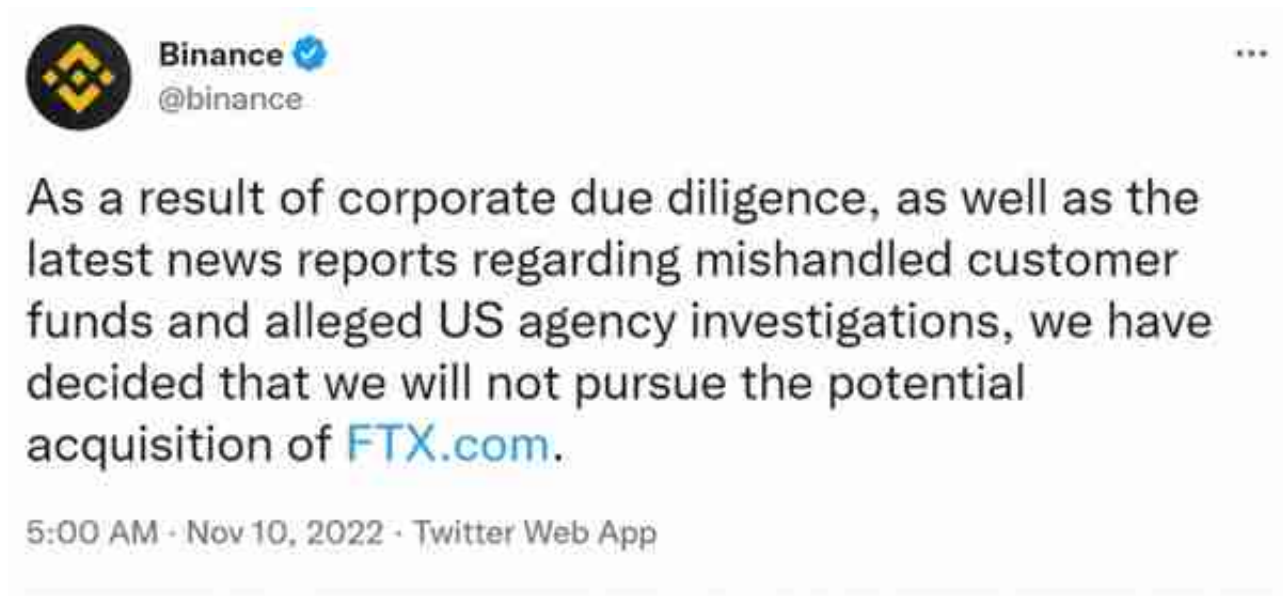 Binance
@binance
As a result of corporate due diligence, as well as the
latest news reports regarding mishandled customer
funds and alleged US agency investigations, we have
decided that we will not pursue the potential
acquisition of FTX.com.
5:00 AM · Nov 10, 2022 · Twitter Web App